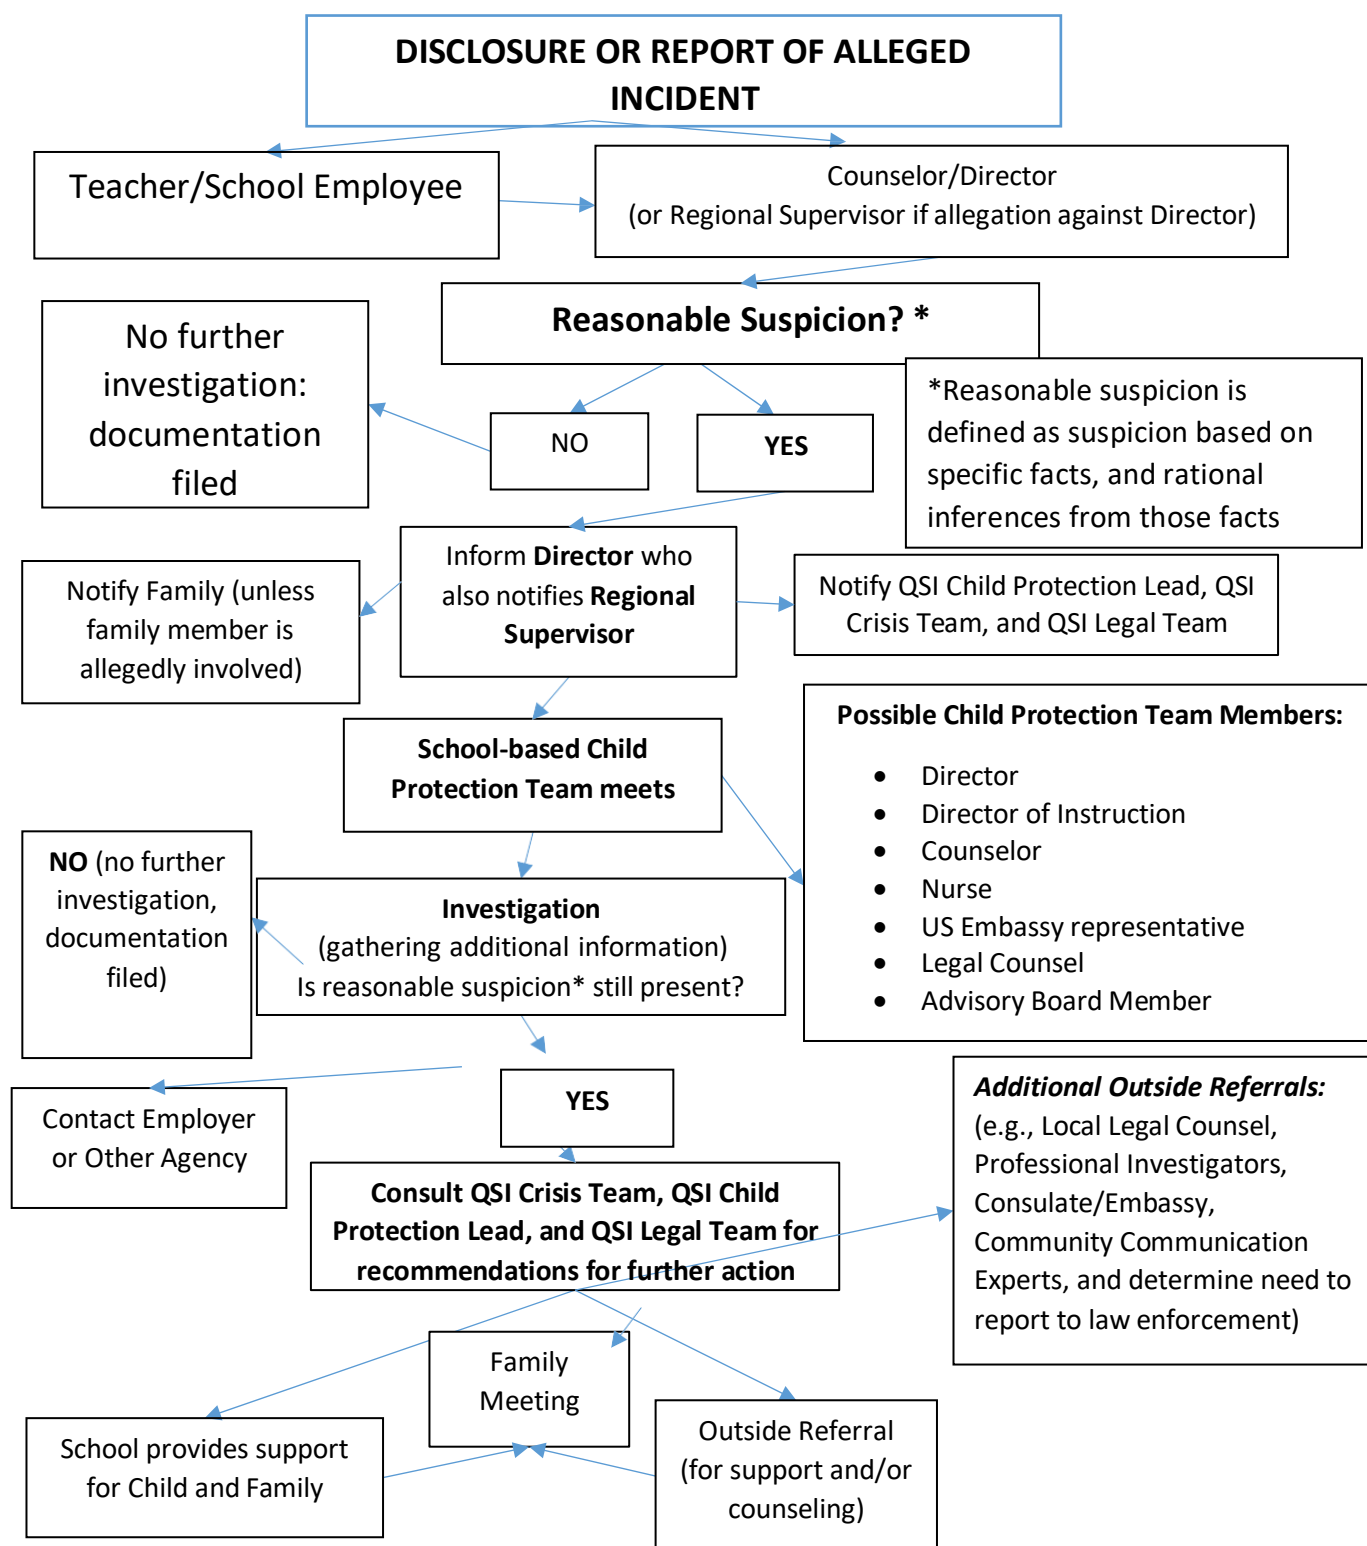 DISCLOSURE OR REPORT OF ALLEGED
INCIDENT
Teacher/School Employee
Counselor/Director
(or Regional Supervisor if allegation against Director)
Reasonable Suspicion? *
No further
investigation:
documentation
filed
NO
YES
*Reasonable suspicion is
defined as suspicion based on
specific facts, and rational
inferences from those facts
Inform Director who
also notifies Regional
Supervisor
Notify Family (unless
family member is
allegedly involved)
Notify QSI Child Protection Lead, QSI
Crisis Team, and QSI Legal Team
School-based Child
Protection Team meets
Possible Child Protection Team Members:
• Director
• Director of Instruction
• Counselor
• Nurse
• US Embassy representative
• Legal Counsel
• Advisory Board Member
NO (no further
investigation,
documentation
filed)
Investigation
(gathering additional information)
Is reasonable suspicion* still present?
YES
Contact Employer
or Other Agency
Additional Outside Referrals:
(e.g., Local Legal Counsel,
Professional Investigators,
Consulate/Embassy,
Community Communication
Experts, and determine need to
report to law enforcement)
Consult QSI Crisis Team, QSI Child
Protection Lead, and QSI Legal Team for
recommendations for further action
Family
Meeting
School provides support
for Child and Family
Outside Referral
(for support and/or
counseling)